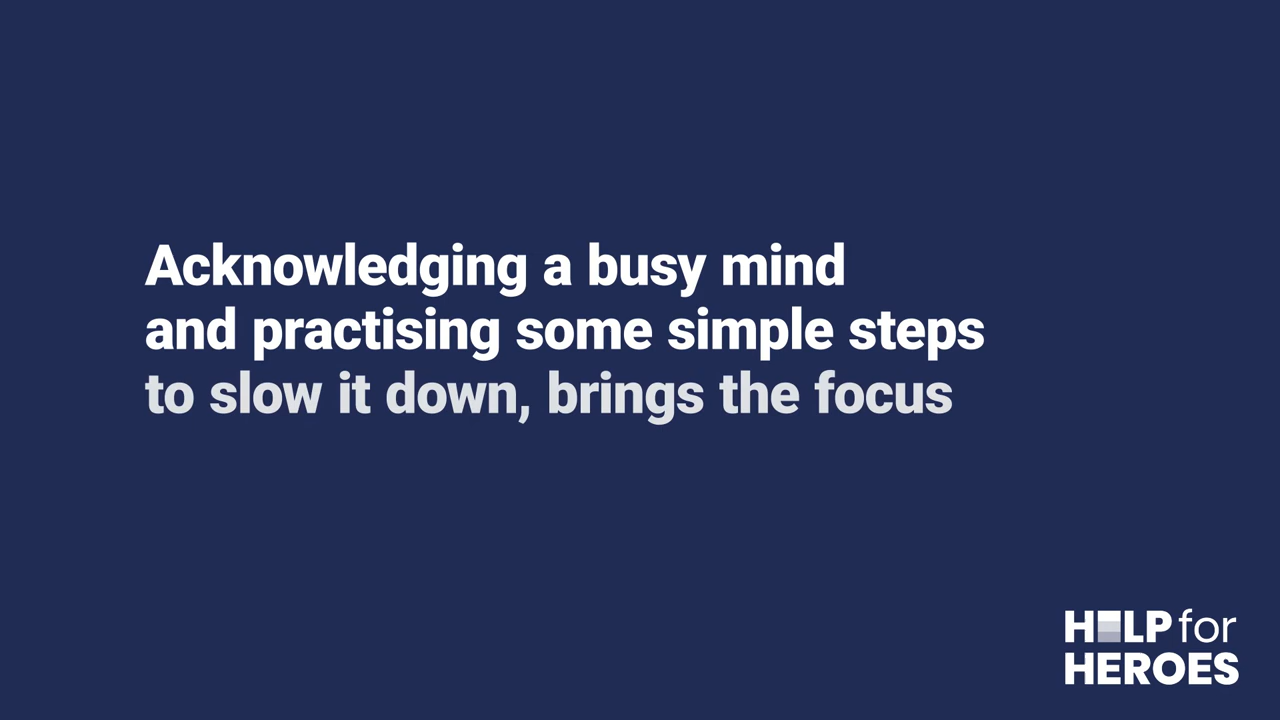 Acknowledging a busy mind
and practising some simple steps
to slow it down, brings the focus
HELP for
HEROES